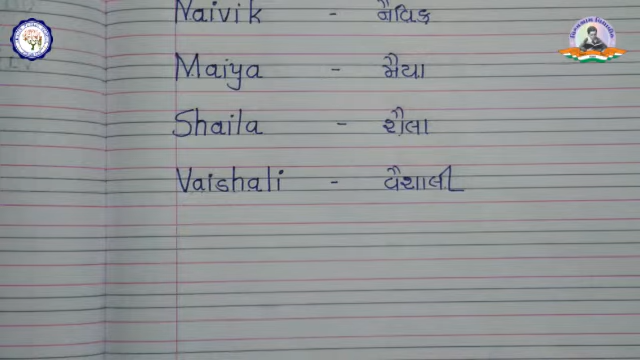 Naivik - નૈવિક
Maiya - મૈયા
Shaila - શૈલા
Vaishali - વૈશાલી